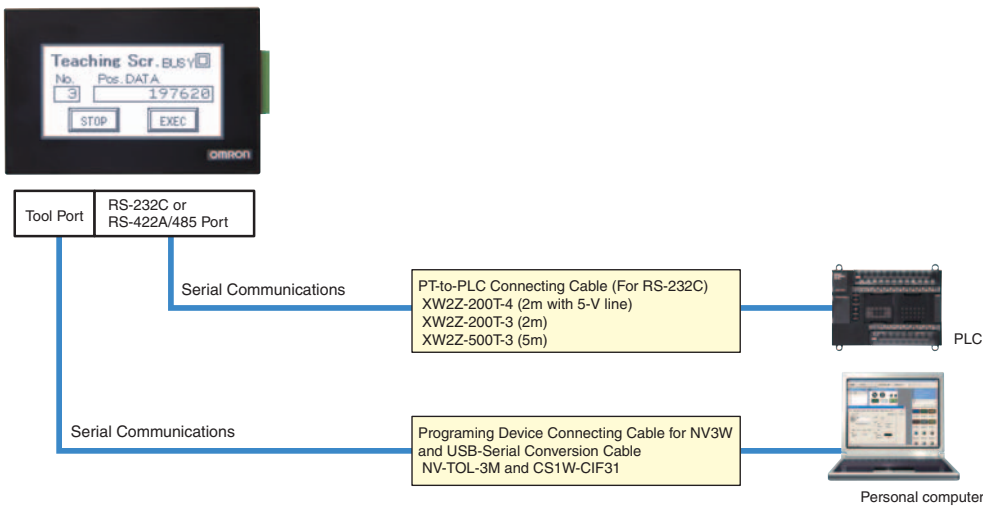 Teaching Scr. BUSY
No. Pos.DATA
3 197620
STOP EXEC
OMRON
Tool Port
RS-232C or
RS-422A/485 Port
Serial Communications
PT-to-PLC Connecting Cable (For RS-232C)
XW2Z-200T-4 (2m with 5-V line)
XW2Z-200T-3 (2m)
XW2Z-500T-3 (5m)
PLC
Serial Communications
Programing Device Connecting Cable for NV3W
and USB-Serial Conversion Cable
NV-TOL-3M and CS1W-CIF31
Personal computer